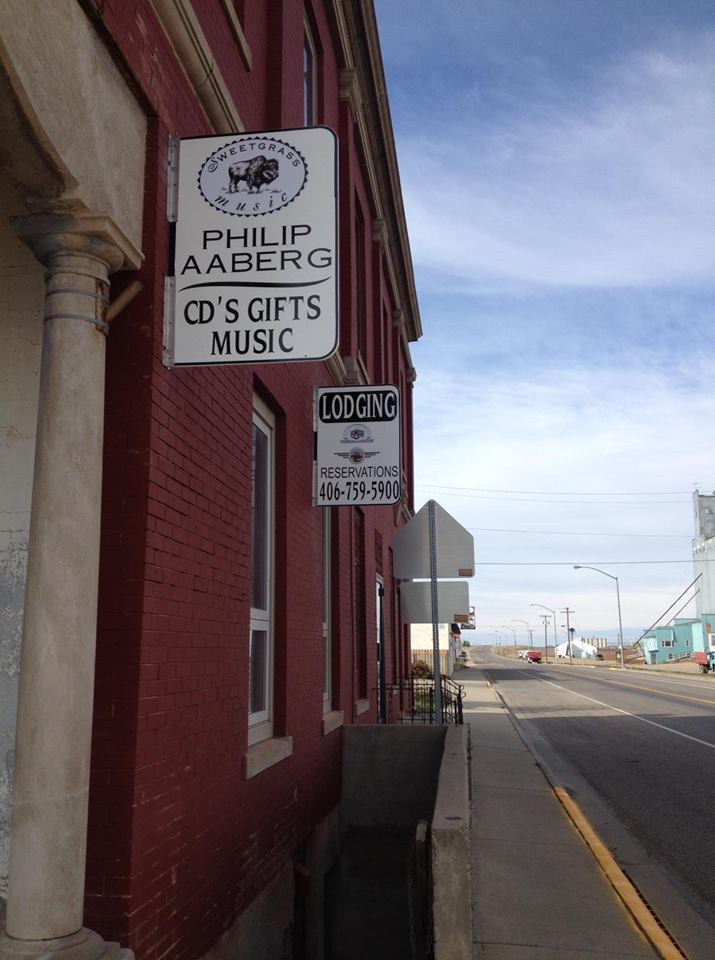 SWEETGRASS
music
PHILIP
AABERG
CD'S GIFTS
MUSIC
LODGING
RESERVATIONS
406-759-5900